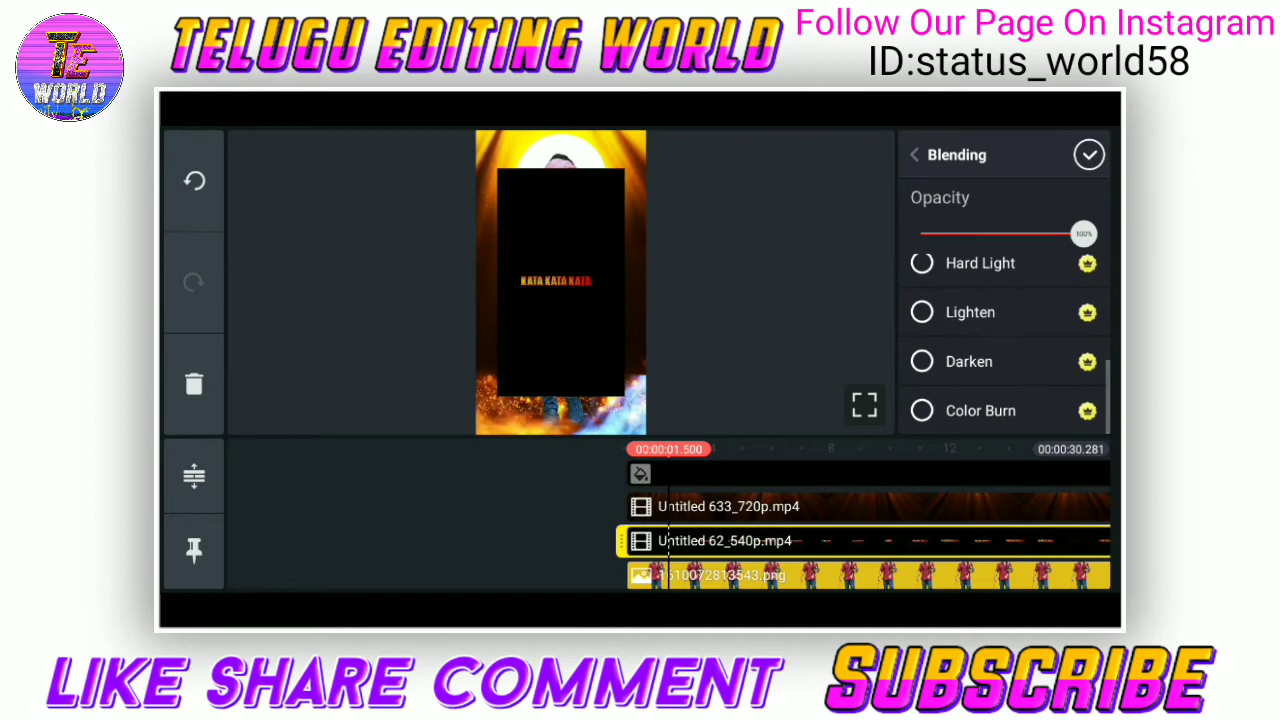 TE
WORLD
TELUGU EDITING WORLD
Follow Our Page On Instagram
ID:status_world58
Blending
Opacity
100%
Hard Light
Lighten
Darken
Color Burn
KATA KATA KATA
00:00:01.500
8
12
00:00:30.281
Untitled 633_720p.mp4
Untitled 62_540p.mp4
1610072813543.png
LIKE SHARE COMMENT
SUBSCRIBE